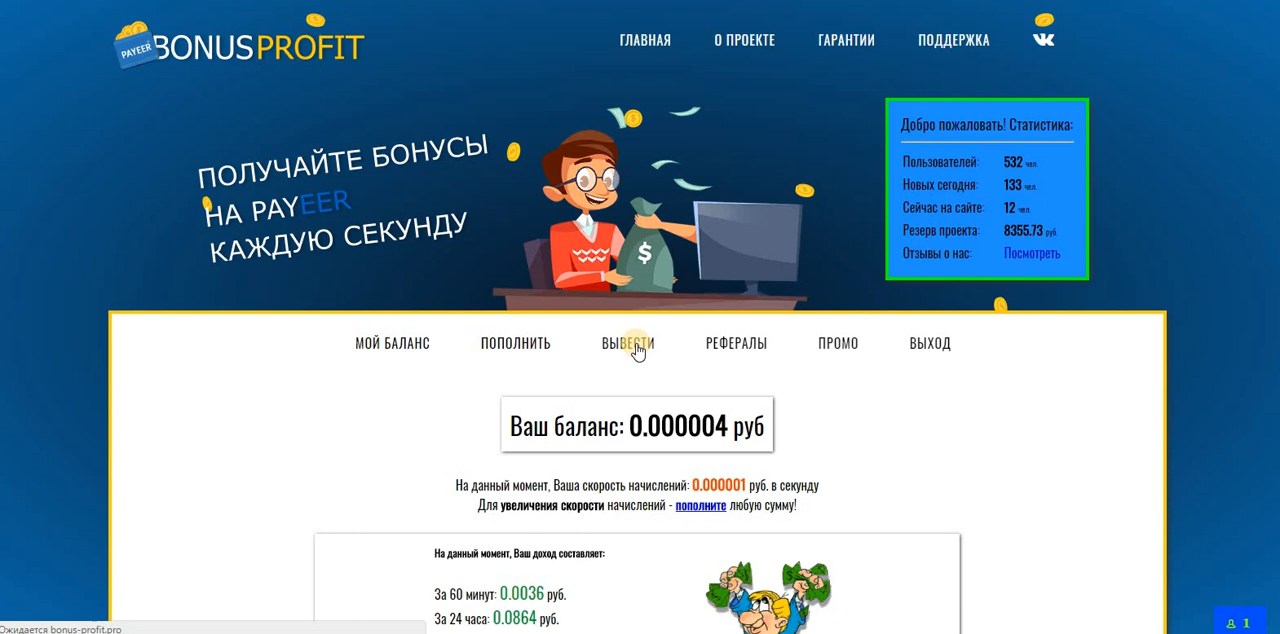 PAYEER BONUSPROFIT
ГЛАВНАЯ О ПРОЕКТЕ ГАРАНТИИ ПОДДЕРЖКА
ПОЛУЧАЙТЕ БОНУСЫ
НА PAYEER
КАЖДУЮ СЕКУНДУ
$
Добро пожаловать! Статистика:
Пользователей: 532 чел.
Новых сегодня: 133 чел.
Сейчас на сайте: 12 чел.
Резерв проекта: 8355.73 руб.
Отзывы о нас: Посмотреть
МОЙ БАЛАНС ПОПОЛНИТЬ ВЫВЕСТИ РЕФЕРАЛЫ ПРОМО ВЫХОД
Ваш баланс: 0.000004 руб
На данный момент, Ваша скорость начислений: 0.000001 руб. в секунду
Для увеличения скорости начислений - пополните любую сумму!
На данный момент, Ваш доход составляет:
За 60 минут: 0.0036 руб.
За 24 часа: 0.0864 руб.
Ожидается bonus-profit.pro
1